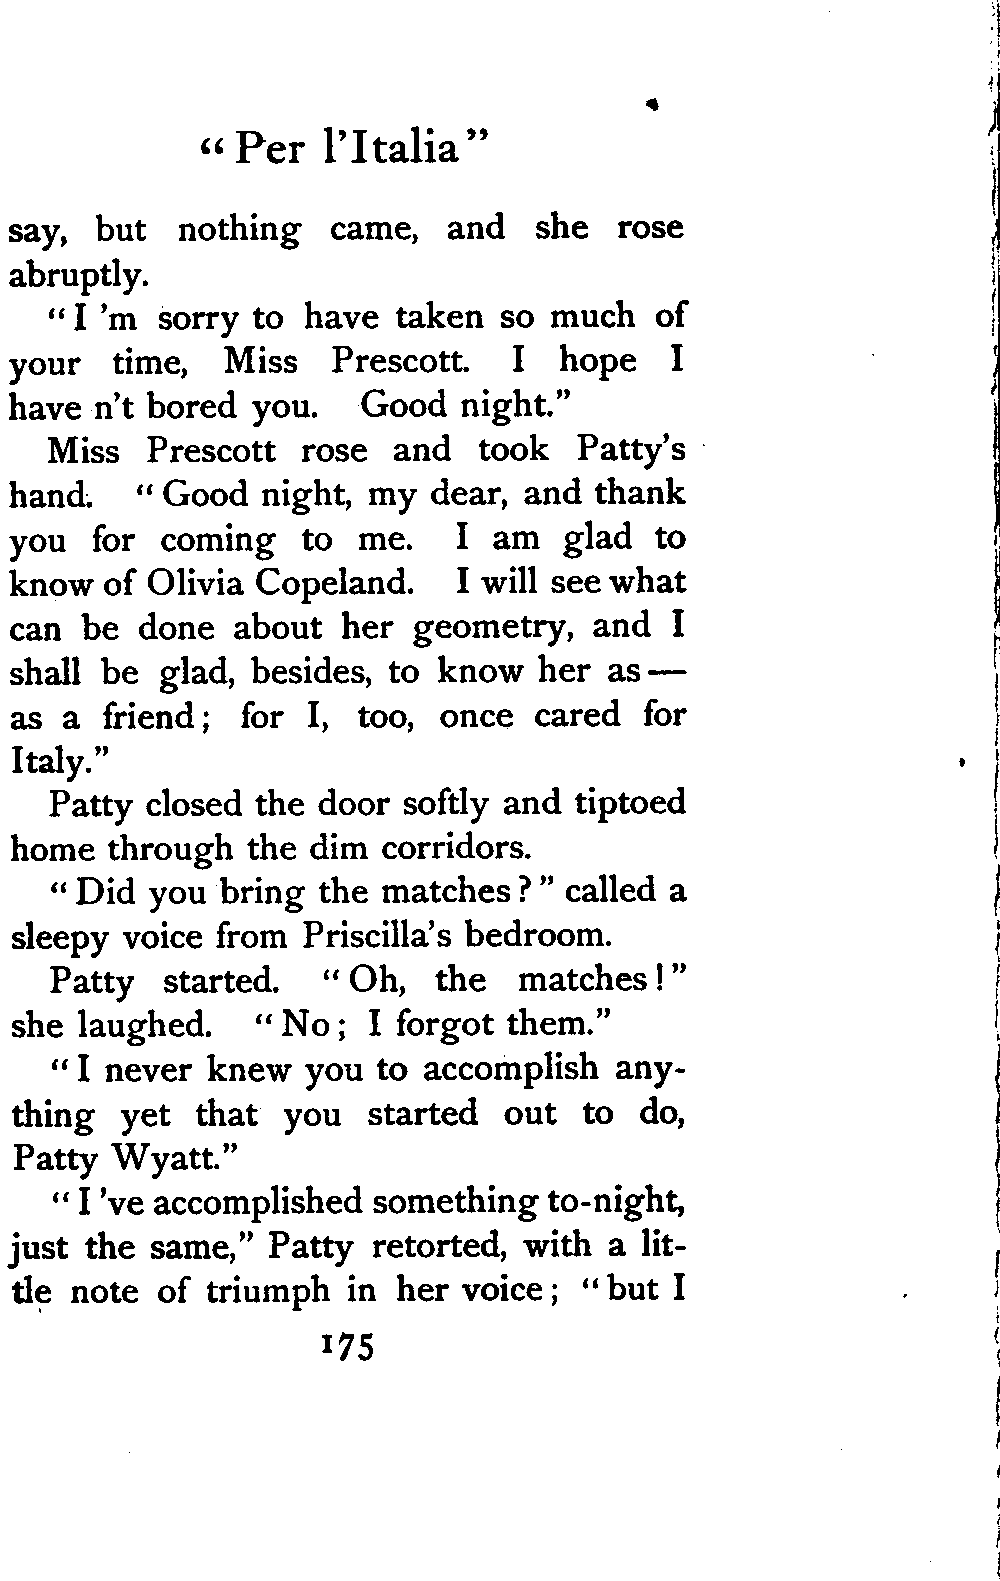 “ Per l’Italia ”
say, but nothing came, and she rose
abruptly.
“ I ’m sorry to have taken so much of
your time, Miss Prescott. I hope I
have n’t bored you. Good night.”
Miss Prescott rose and took Patty’s
hand. “ Good night, my dear, and thank
you for coming to me. I am glad to
know of Olivia Copeland. I will see what
can be done about her geometry, and I
shall be glad, besides, to know her as —
as a friend ; for I, too, once cared for
Italy.”
Patty closed the door softly and tiptoed
home through the dim corridors.
“ Did you bring the matches ? ” called a
sleepy voice from Priscilla’s bedroom.
Patty started. “ Oh, the matches ! ”
she laughed. “ No ; I forgot them.”
“ I never knew you to accomplish any-
thing yet that you started out to do,
Patty Wyatt.”
“ I ’ve accomplished something to-night,
just the same,” Patty retorted, with a lit-
tle note of triumph in her voice ; “ but I
175